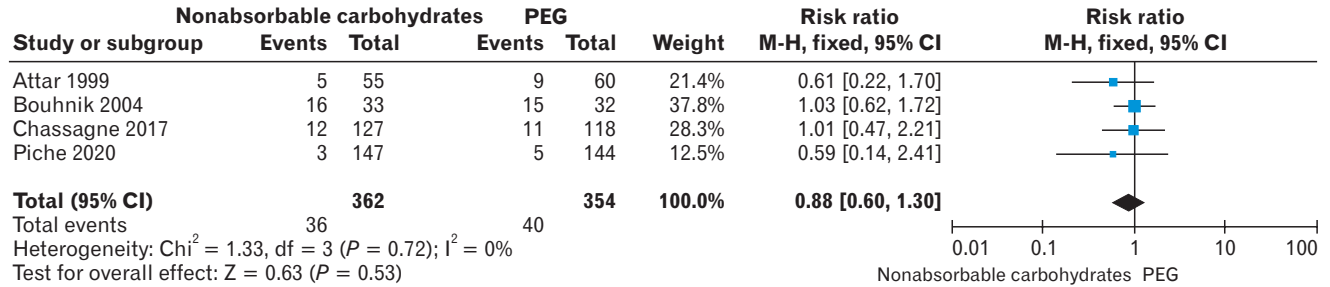 Nonabsorbable carbohydrates PEG Risk ratio Risk ratio
Study or subgroup Events Total Events Total Weight M-H, fixed, 95% CI M-H, fixed, 95% CI
Attar 1999 5 55 9 60 21.4% 0.61 [0.22, 1.70]
Bouhnik 2004 16 33 15 32 37.8% 1.03 [0.62, 1.72]
Chassagne 2017 12 127 11 118 28.3% 1.01 [0.47, 2.21]
Piche 2020 3 147 5 144 12.5% 0.59 [0.14, 2.41]
Total (95% CI) 362 354 100.0% 0.88 [0.60, 1.30]
Total events 36 40
Heterogeneity: Chi² = 1.33, df = 3 (P = 0.72); I² = 0%
Test for overall effect: Z = 0.63 (P = 0.53)
0.01 0.1 1 10 100
Nonabsorbable carbohydrates PEG